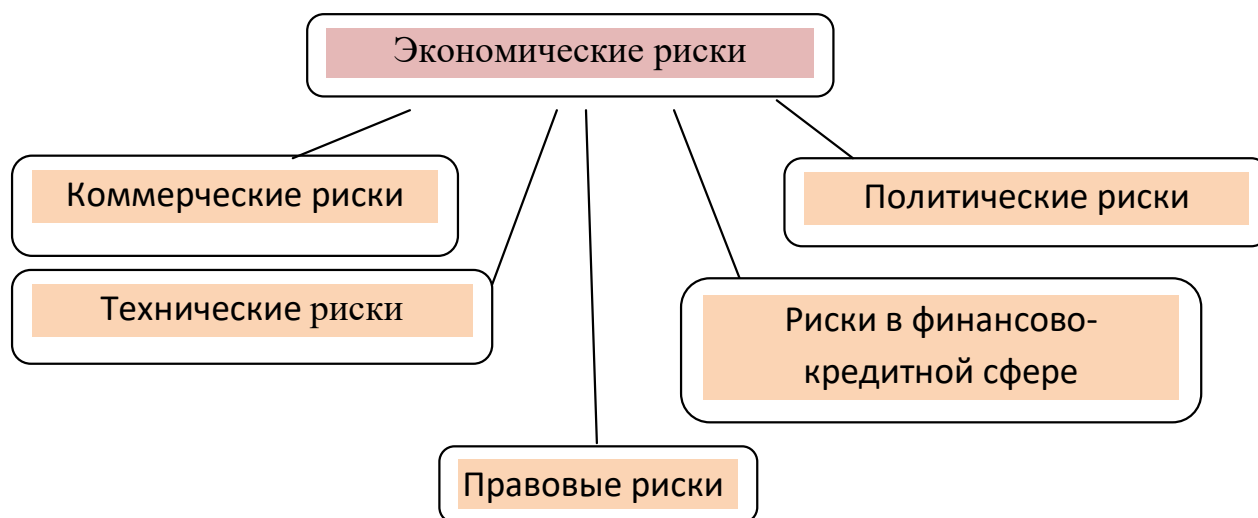 Экономические риски
Коммерческие риски
Политические риски
Технические риски
Риски в финансово-
кредитной сфере
Правовые риски